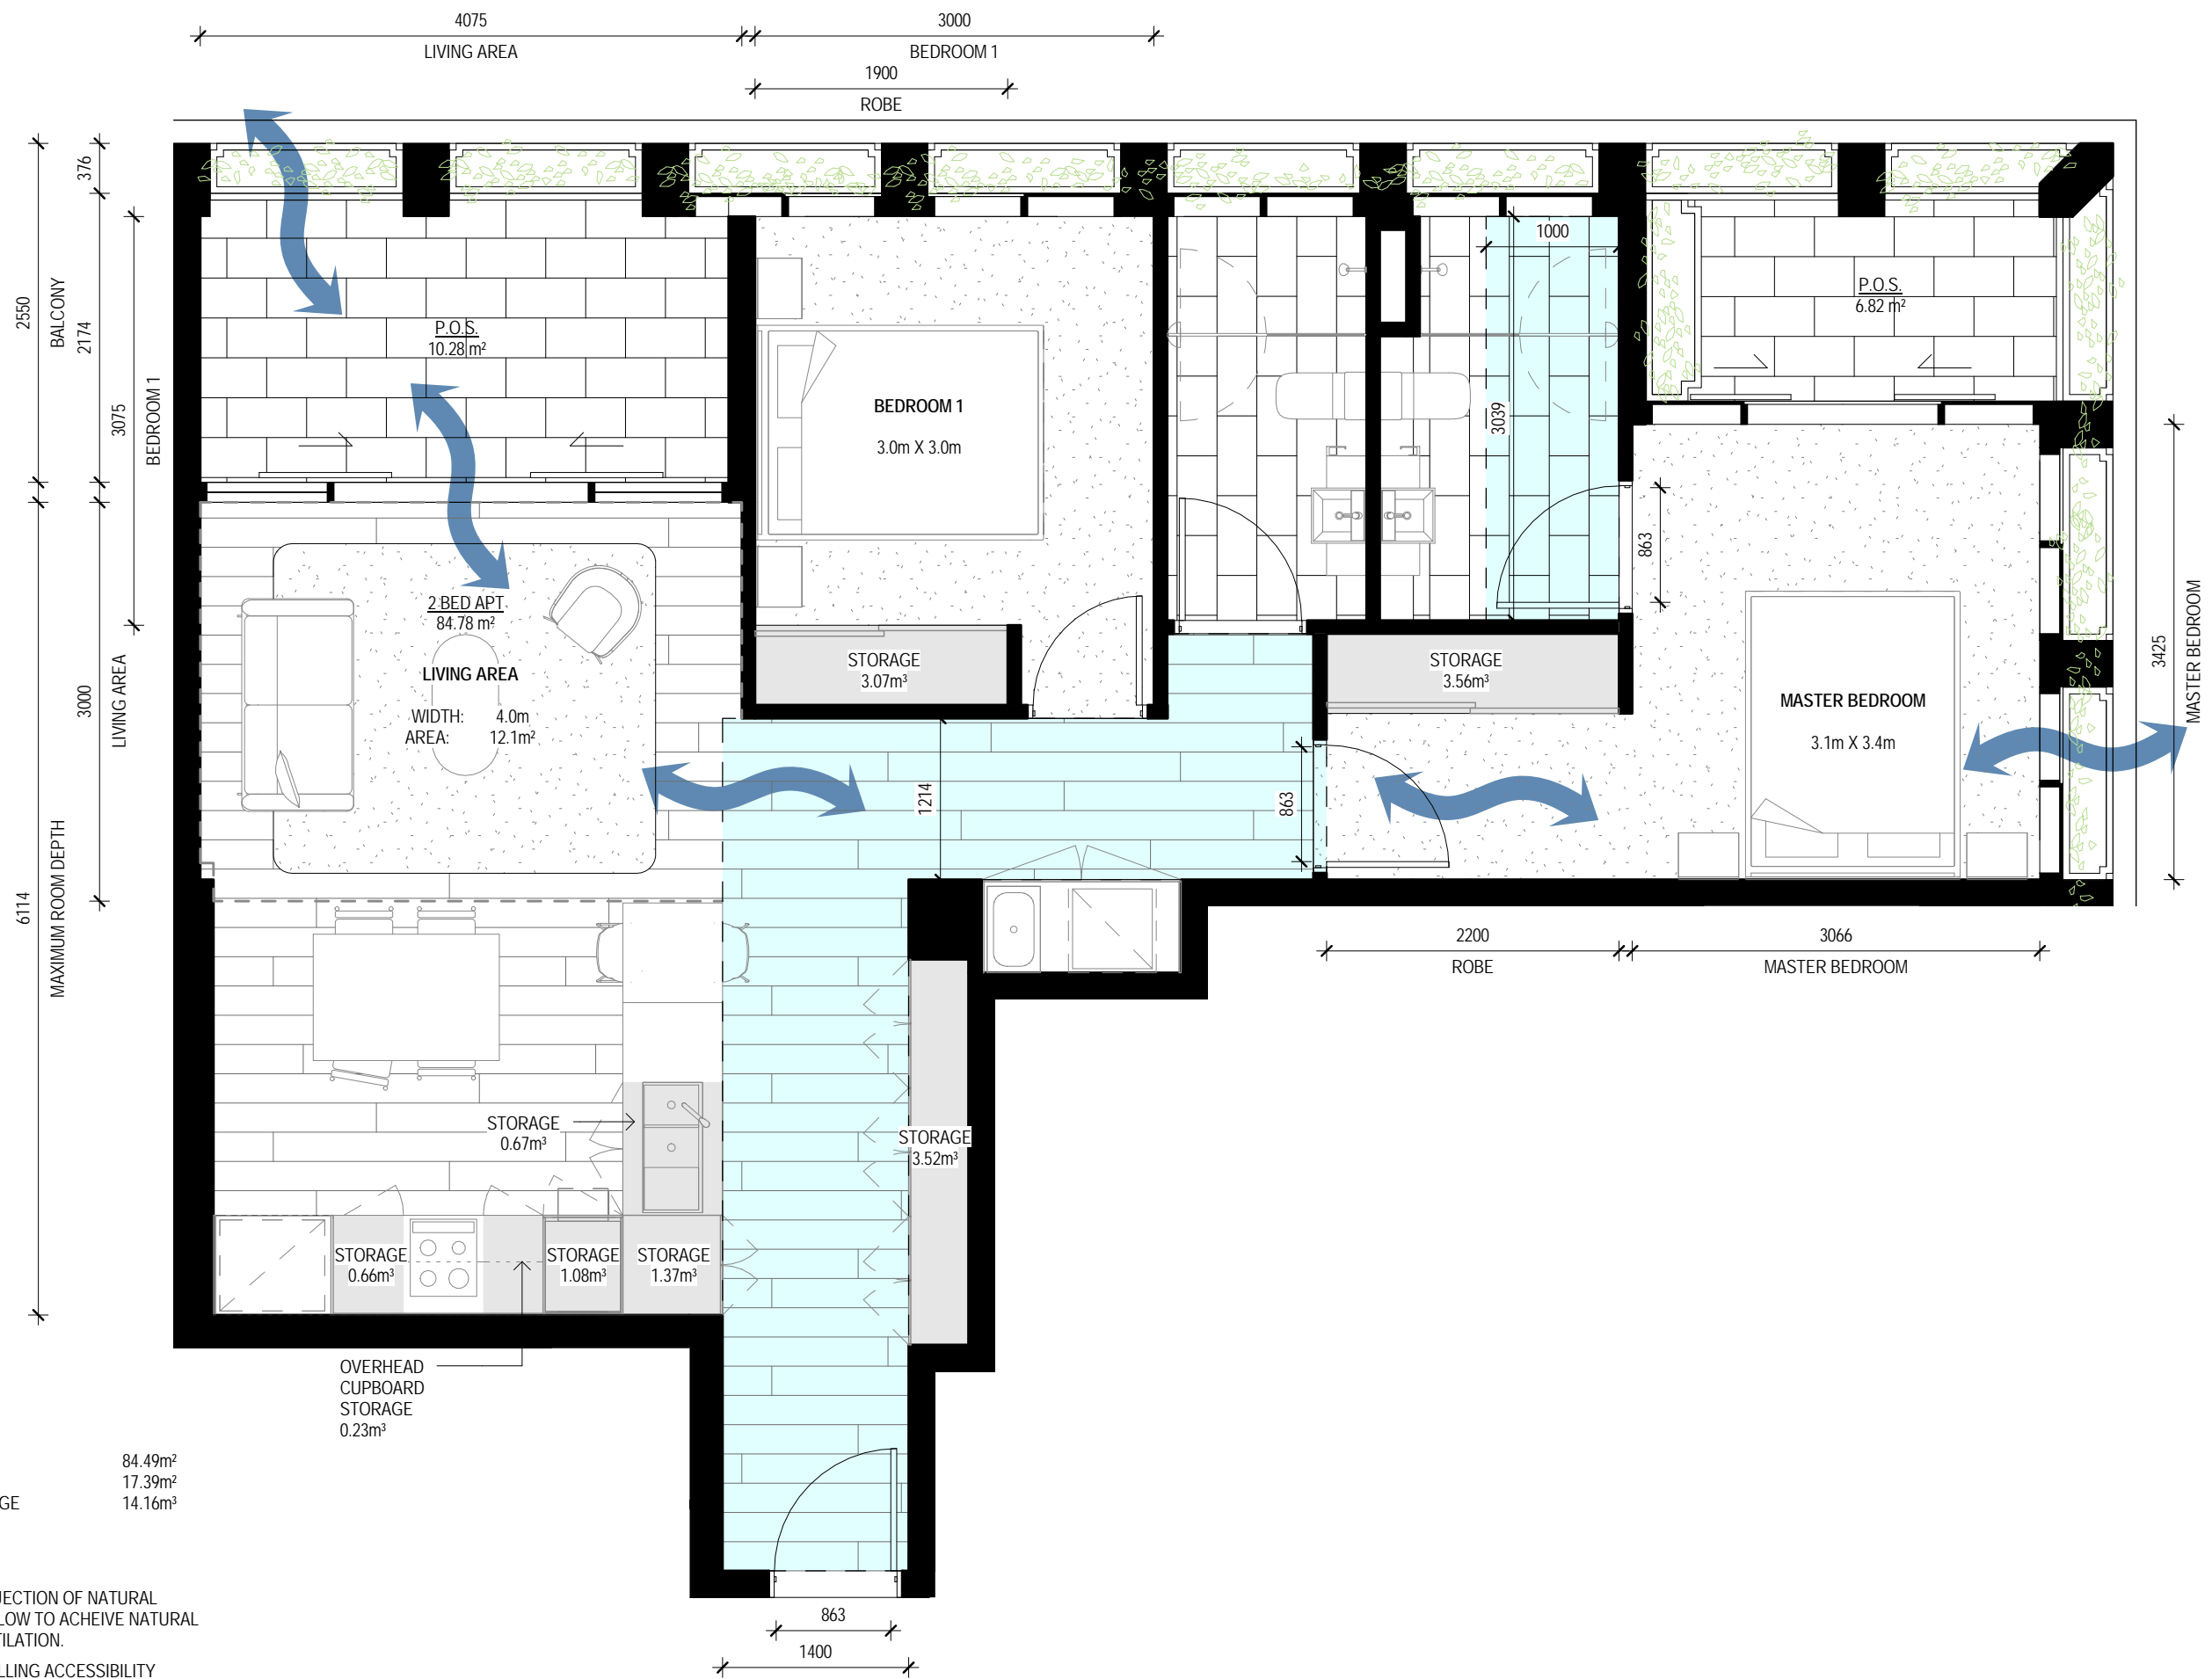 4075
LIVING AREA
3000
BEDROOM 1
1900
ROBE
376
2550
BALCONY
2174
3075
BEDROOM 1
3000
LIVING AREA
6114
MAXIMUM ROOM DEPTH
P.O.S.
10.28 m²
BEDROOM 1
3.0m X 3.0m
1000
3039
P.O.S.
6.82 m²
863
3425
MASTER BEDROOM
2 BED APT
84.78 m²
LIVING AREA
WIDTH: 4.0m
AREA: 12.1m²
STORAGE
3.07m³
STORAGE
3.56m³
MASTER BEDROOM
3.1m X 3.4m
1214
863
2200
ROBE
3066
MASTER BEDROOM
STORAGE
0.67m³
STORAGE
3.52m³
STORAGE
0.66m³
STORAGE
1.08m³
STORAGE
1.37m³
OVERHEAD
CUPBOARD
STORAGE
0.23m³
84.49m²
17.39m²
GE 14.16m³
JECTION OF NATURAL
LOW TO ACHEIVE NATURAL
TILATION.
LLING ACCESSIBILITY
863
1400